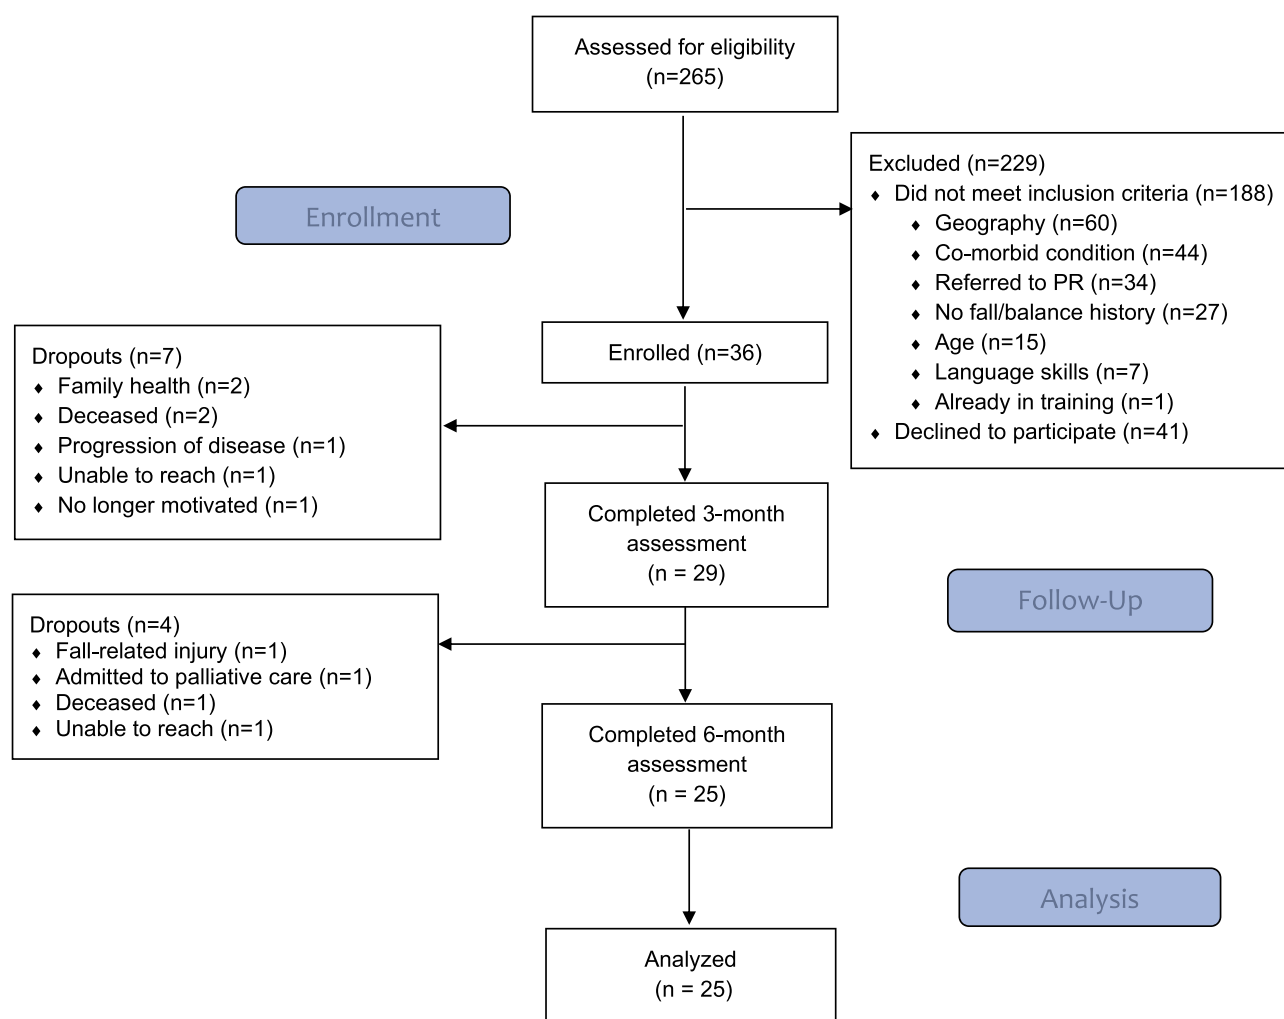 Assessed for eligibility
(n=265)
Excluded (n=229)
♦ Did not meet inclusion criteria (n=188)
♦ Geography (n=60)
♦ Co-morbid condition (n=44)
♦ Referred to PR (n=34)
♦ No fall/balance history (n=27)
♦ Age (n=15)
♦ Language skills (n=7)
♦ Already in training (n=1)
♦ Declined to participate (n=41)
Enrollment
Enrolled (n=36)
Dropouts (n=7)
♦ Family health (n=2)
♦ Deceased (n=2)
♦ Progression of disease (n=1)
♦ Unable to reach (n=1)
♦ No longer motivated (n=1)
Completed 3-month
assessment
(n = 29)
Follow-Up
Dropouts (n=4)
♦ Fall-related injury (n=1)
♦ Admitted to palliative care (n=1)
♦ Deceased (n=1)
♦ Unable to reach (n=1)
Completed 6-month
assessment
(n = 25)
Analysis
Analyzed
(n = 25)